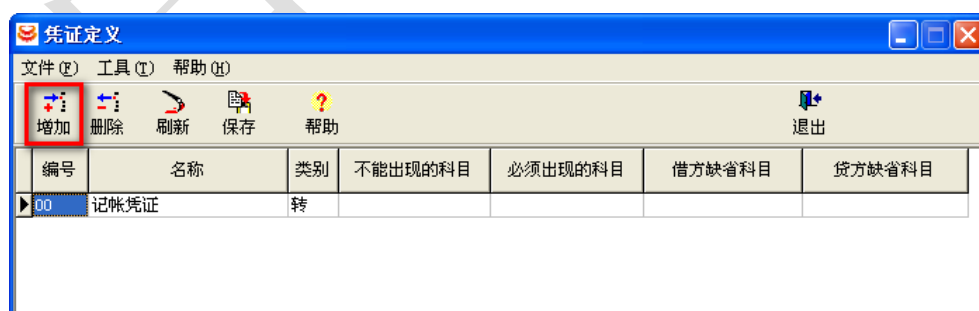 凭证定义
文件(F) 工具(T) 帮助(H)
增加 删除 刷新 保存 帮助 退出
编号 名称 类别 不能出现的科目 必须出现的科目 借方缺省科目 贷方缺省科目
00 记帐凭证 转